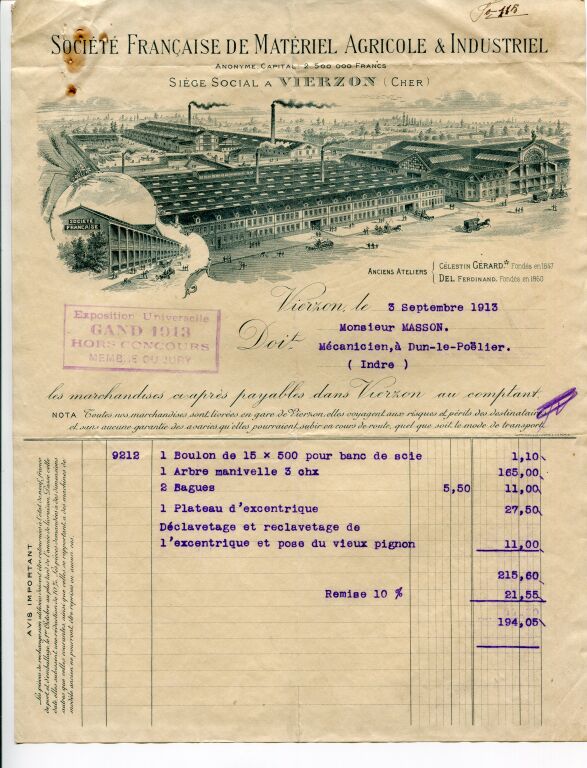 SOCIÉTÉ FRANÇAISE DE MATÉRIEL AGRICOLE & INDUSTRIEL
ANONYME. CAPITAL 2 500 000 FRANCS
SIÈGE SOCIAL A VIERZON (CHER)
SOCIÉTÉ
FRANÇAISE
ANCIENS ATELIERS
CÉLESTIN GÉRARD. Fondés en 1847
DEL FERDINAND. Fondés en 1860
Exposition Universelle
GAND 1913
HORS CONCOURS
MEMBRE DU JURY
Vierzon, le 3 Septembre 1913
Doit Monsieur MASSON.
Mécanicien,à Dun-le-Poëlier.
( Indre )
les marchandises ci-après payables dans Vierzon au comptant.
NOTA Toutes nos marchandises sont livrées en gare de Vierzon, elles voyagent aux risques et périls des destinataires
et sans aucune garantie des avaries qu'elles pourraient subir en cours de route, quel que soit le mode de transport.
9212 1 Boulon de 15 × 500 pour banc de scie 1,10
1 Arbre manivelle 3 chx 165,00
2 Bagues 5,50 11,00
1 Plateau d'excentrique 27,50
Déclavetage et reclavetage de
l'excentrique et pose du vieux pignon 11,00
215,60
Remise 10 % 21,55
194,05
AVIS IMPORTANT